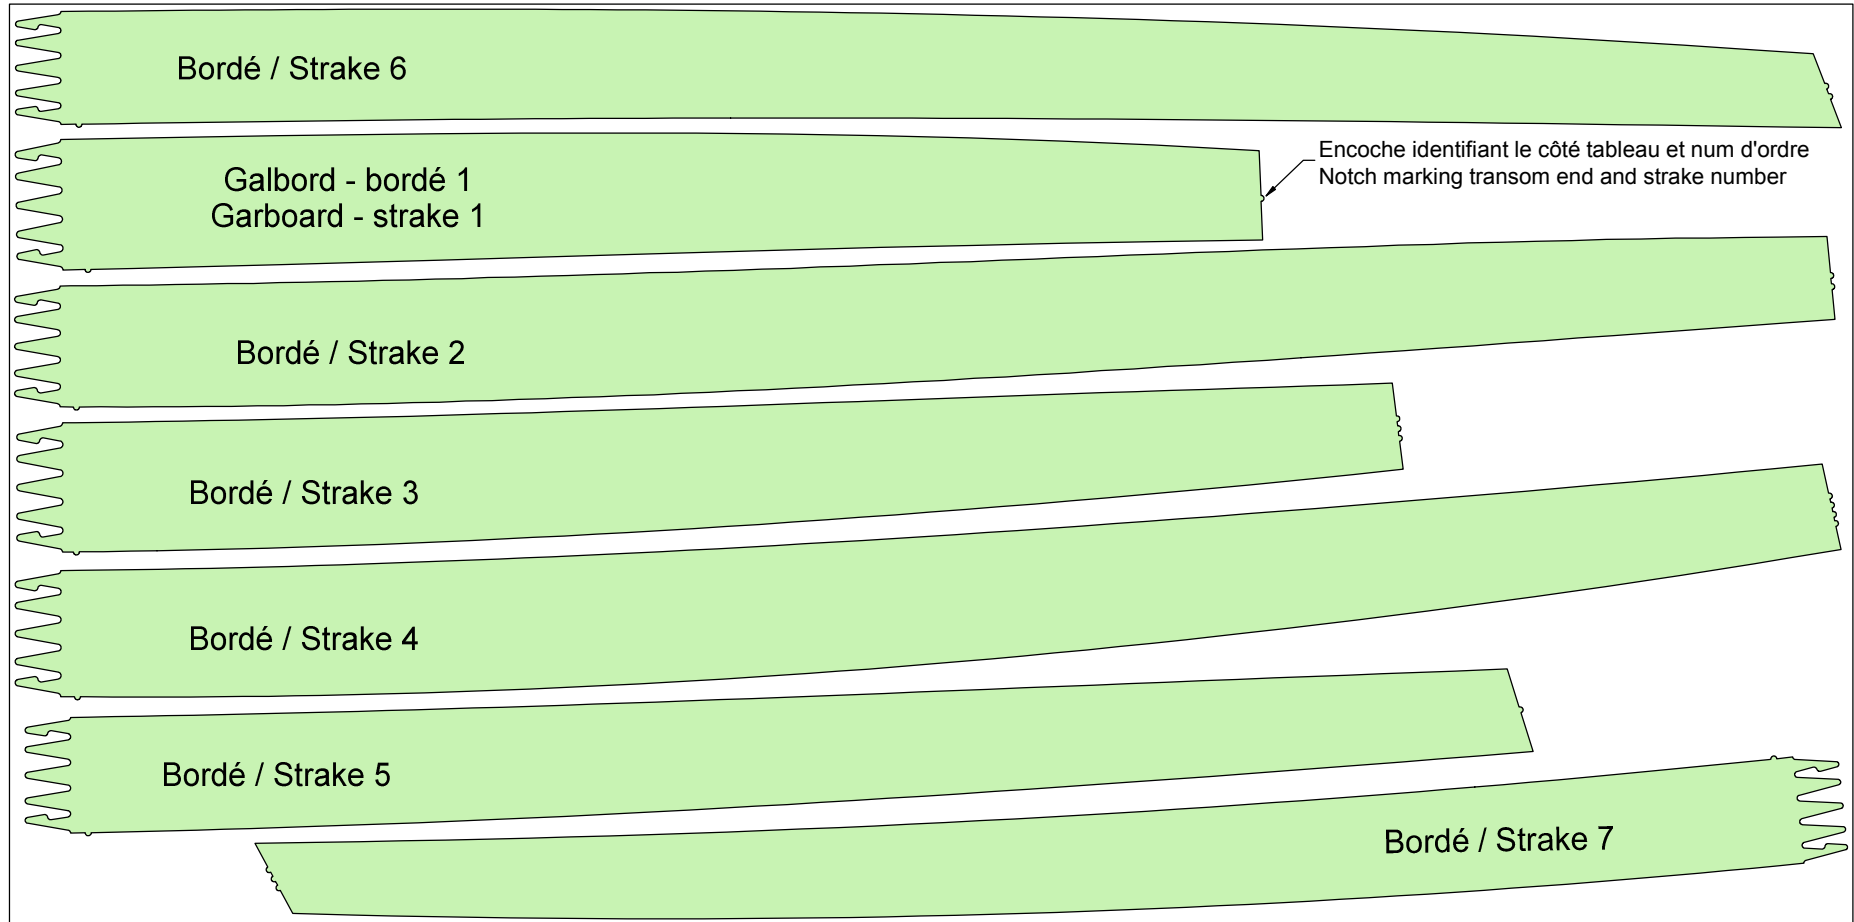 Bordé / Strake 6
Galbord - bordé 1
Garboard - strake 1
Encoche identifiant le côté tableau et num d'ordre
Notch marking transom end and strake number
Bordé / Strake 2
Bordé / Strake 3
Bordé / Strake 4
Bordé / Strake 5
Bordé / Strake 7